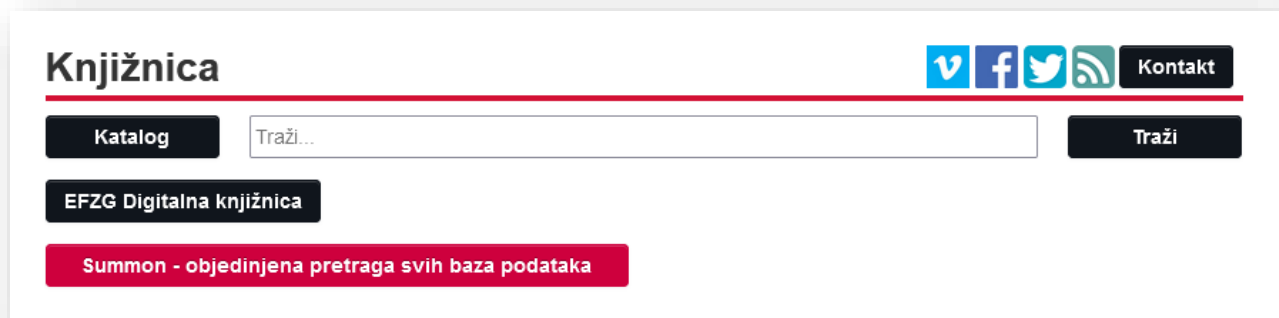 Knjižnica
Kontakt
Katalog
Traži...
Traži
EFZG Digitalna knjižnica
Summon - objedinjena pretraga svih baza podataka